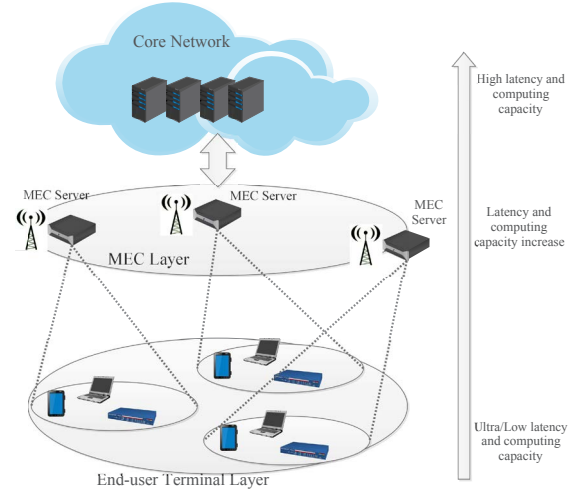 Core Network
High latency and
computing
capacity
MEC Server
MEC Server
MEC
Server
Latency and
computing
capacity increase
MEC Layer
Ultra/Low latency
and computing
capacity
End-user Terminal Layer